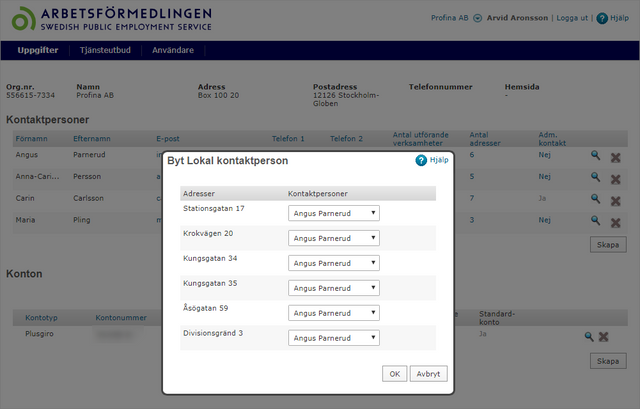 ARBETSFÖRMEDLINGEN
SWEDISH PUBLIC EMPLOYMENT SERVICE
Profina AB Arvid Aronsson | Logga ut | ? Hjälp
Uppgifter Tjänsteutbud Användare
Org.nr. Namn Adress Postadress Telefonnummer Hemsida
556615-7334 Profina AB Box 100 20 12126 Stockholm- -
Globen
Kontaktpersoner
Förnamn Efternamn E-post Telefon 1 Telefon 2 Antal utförande Antal Adm.
verksamheter adresser kontakt
Angus Parnerud 6 Nej
Anna-Cari... Persson 5 Nej
Carin Carlsson 7 Ja
Maria Pling 3 Nej
Skapa
Byt Lokal kontaktperson ? Hjälp
Adresser Kontaktpersoner
Stationsgatan 17 Angus Parnerud
Krokvägen 20 Angus Parnerud
Kungsgatan 34 Angus Parnerud
Kungsgatan 35 Angus Parnerud
Åsögatan 59 Angus Parnerud
Divisionsgränd 3 Angus Parnerud
OK Avbryt
Konton
Kontotyp Kontonummer Standard-
konto
Plusgiro Ja
Skapa